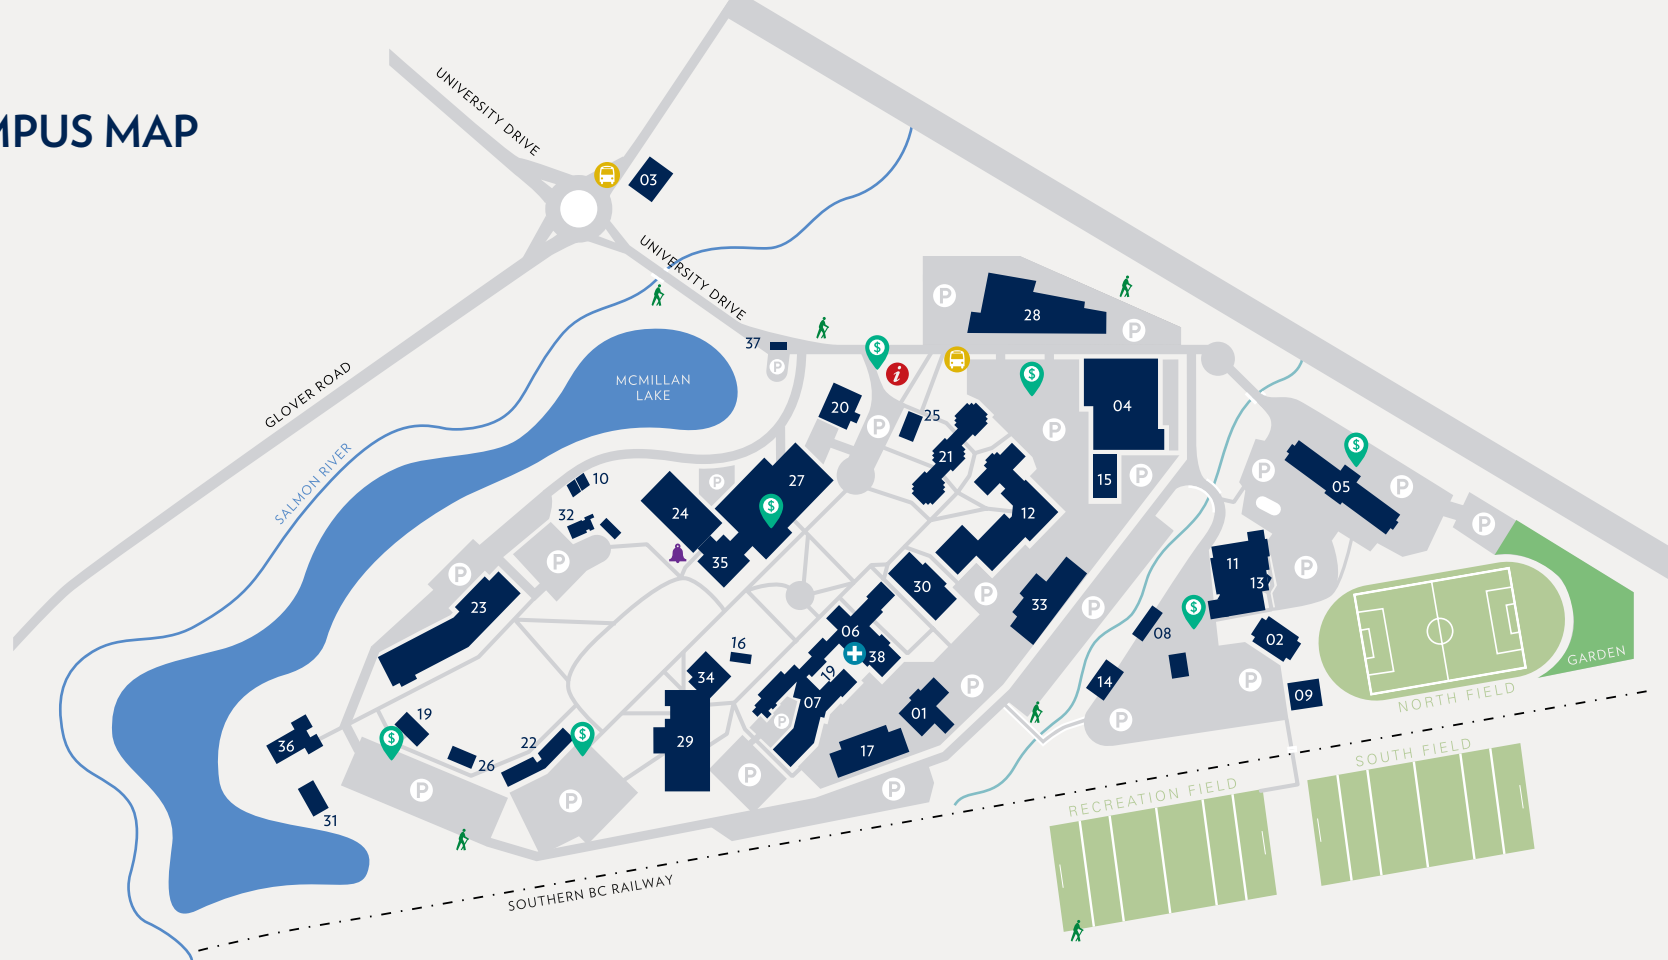 MPUS MAP
UNIVERSITY DRIVE
03
UNIVERSITY DRIVE
GLOVER ROAD
SALMON RIVER
MCMILLAN
LAKE
37
P
P
28
P
$
i
$
20
P
25
P
04
21
15
P
10
32
24
P
27
$
35
12
P
$
05
P
P
P
23
P
30
P
33
P
11
13
P
$
08
02
14
P
09
P
06
38
16
19
34
07
P
01
P
17
29
P
P
36
19
$
26
22
$
P
P
31
GARDEN
NORTH FIELD
SOUTH FIELD
RECREATION FIELD
SOUTHERN BC RAILWAY